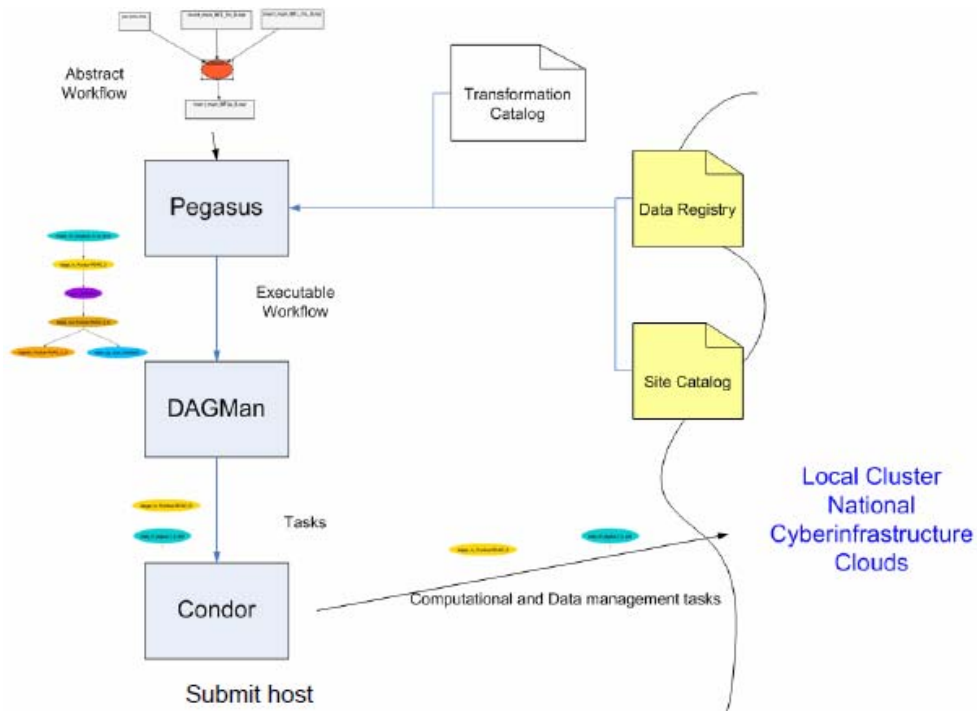 Abstract
Workflow
Transformation
Catalog
Pegasus
Data Registry
Executable
Workflow
Site Catalog
DAGMan
Local Cluster
National
Cyberinfrastructure
Clouds
Tasks
Condor
Computational and Data management tasks
Submit host